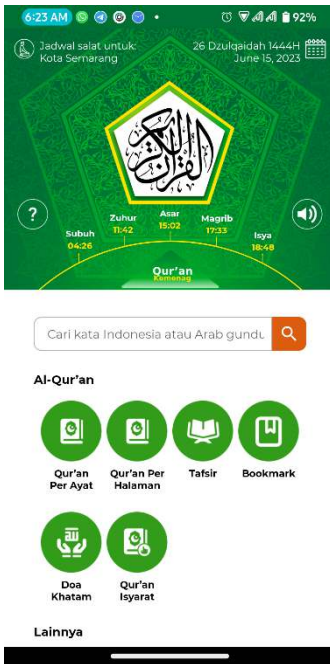 6:23 AM
92%
Jadwal salat untuk:
Kota Semarang
26 Dzulqaidah 1444H
June 15, 2023
القرآن الكريم
?
Subuh
04:26
Zuhur
11:42
Asar
15:02
Magrib
17:33
Isya
18:48
Qur'an
Kemenag
Cari kata Indonesia atau Arab gundu
Al-Qur'an
Qur'an
Per Ayat
Qur'an Per
Halaman
Tafsir
Bookmark
Doa
Khatam
Qur'an
Isyarat
Lainnya